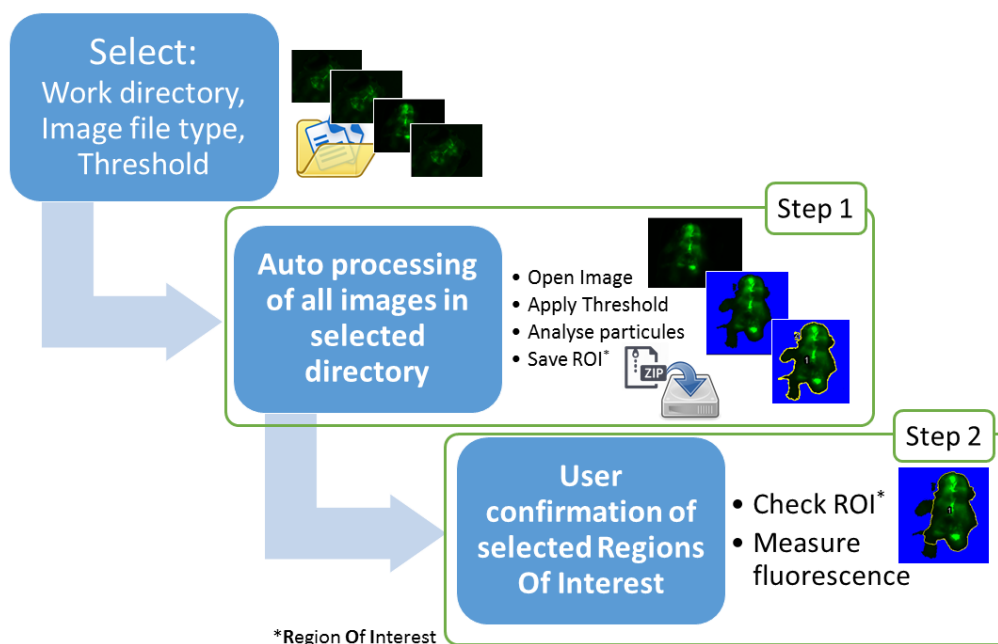 Select:
Work directory,
Image file type,
Threshold
Step 1
Auto processing
of all images in
selected
directory
• Open Image
• Apply Threshold
• Analyse particules
• Save ROI*
ZIP
1
Step 2
User
confirmation of
selected Regions
Of Interest
• Check ROI*
• Measure
fluorescence
1
*Region Of Interest